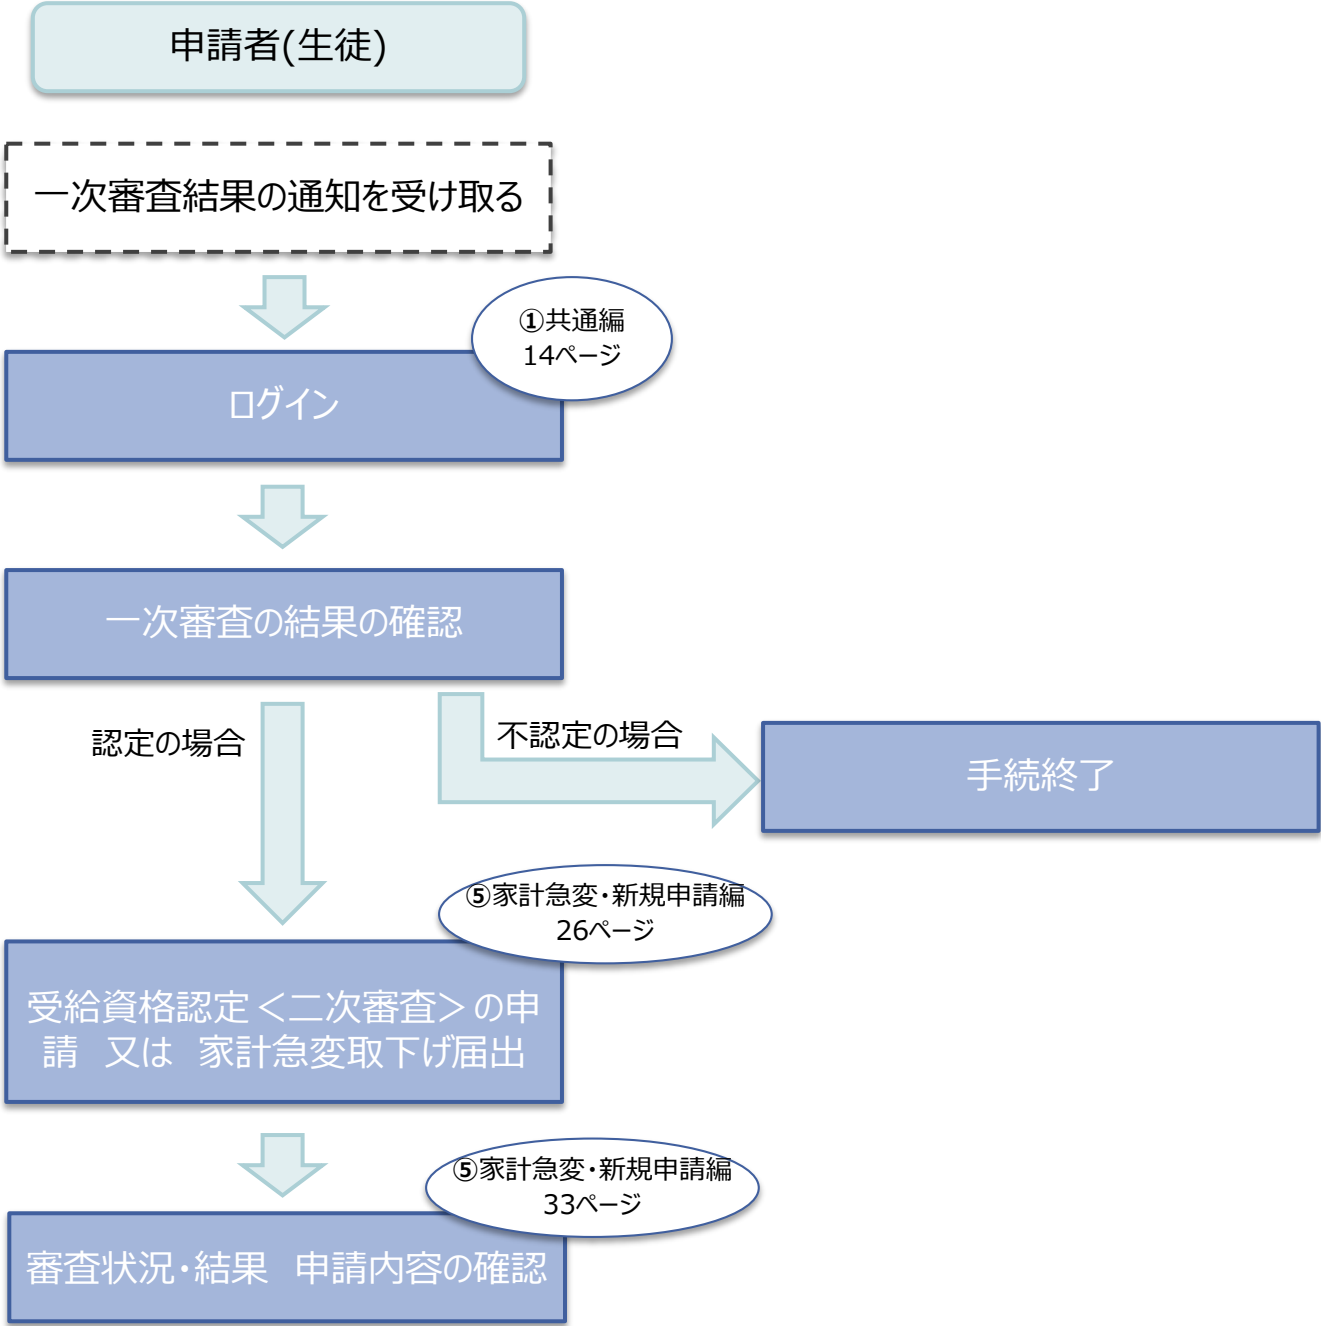 申請者(生徒)
一次審査結果の通知を受け取る
①共通編
14ページ
ログイン
一次審査の結果の確認
認定の場合
不認定の場合
手続終了
⑤家計急変・新規申請編
26ページ
受給資格認定＜二次審査＞の申
請　又は　家計急変取下げ届出
⑤家計急変・新規申請編
33ページ
審査状況・結果　申請内容の確認